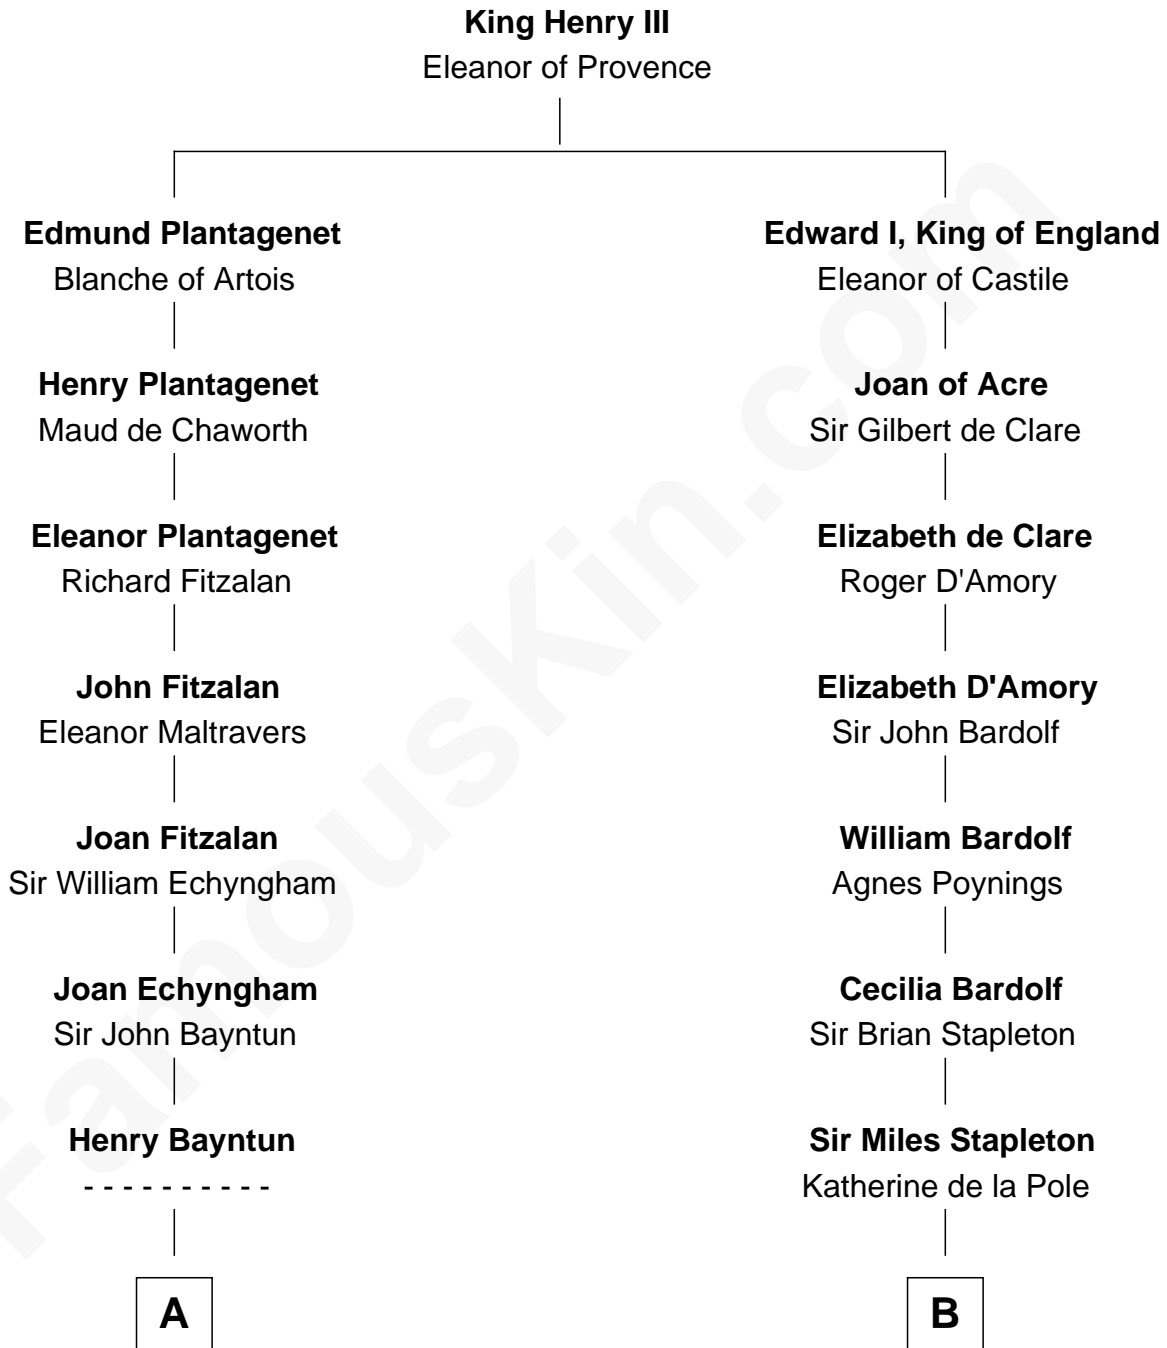 King Henry III
Eleanor of Provence
Edmund Plantagenet
Blanche of Artois
Henry Plantagenet
Maud de Chaworth
Eleanor Plantagenet
Richard Fitzalan
John Fitzalan
Eleanor Maltravers
Joan Fitzalan
Sir William Echyngham
Joan Echyngham
Sir John Bayntun
Henry Bayntun
- - - - - - - - - -
A
Edward I, King of England
Eleanor of Castile
Joan of Acre
Sir Gilbert de Clare
Elizabeth de Clare
Roger D'Amory
Elizabeth D'Amory
Sir John Bardolf
William Bardolf
Agnes Poynings
Cecilia Bardolf
Sir Brian Stapleton
Sir Miles Stapleton
Katherine de la Pole
B
FamousKin.com